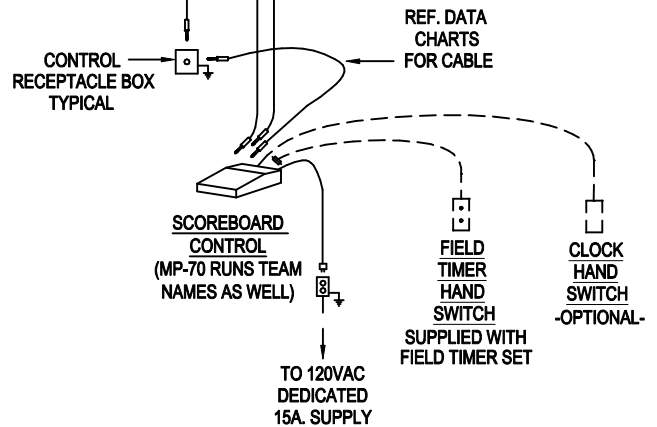 REF. DATA
CHARTS
FOR CABLE
CONTROL
RECEPTACLE BOX
TYPICAL
SCOREBOARD
CONTROL
(MP-70 RUNS TEAM
NAMES AS WELL)
FIELD
TIMER
HAND
SWITCH
SUPPLIED WITH
FIELD TIMER SET
CLOCK
HAND
SWITCH
-OPTIONAL-
TO 120VAC
DEDICATED
15A. SUPPLY